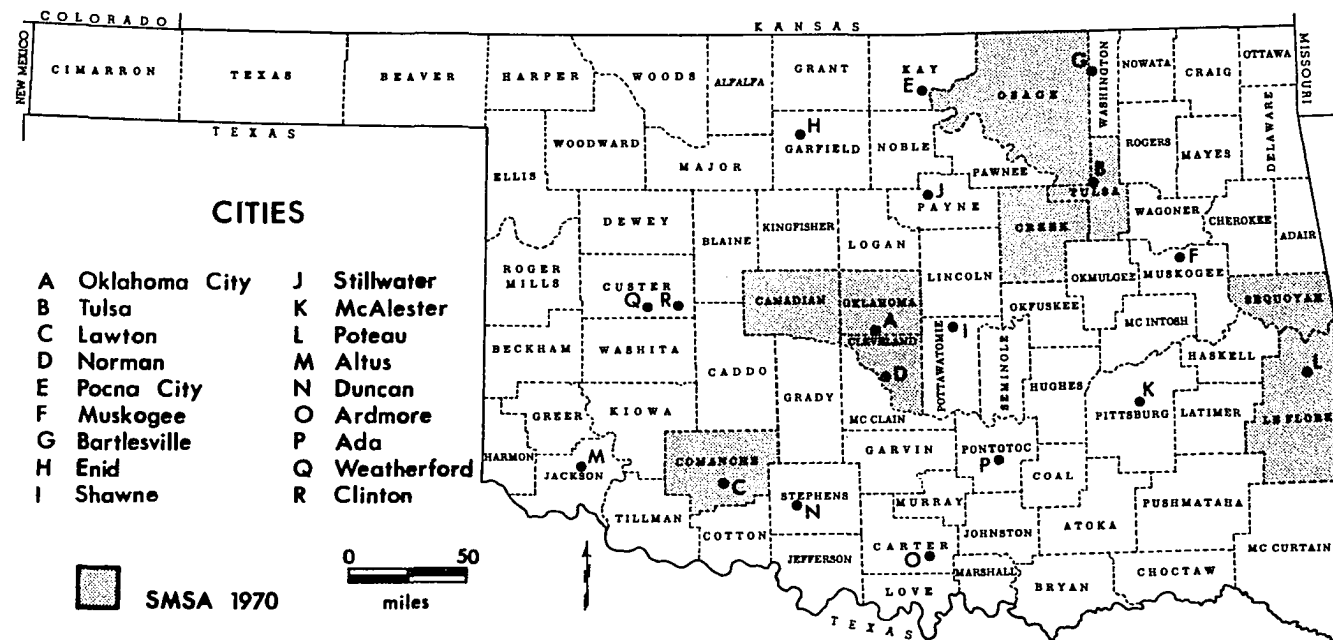 COLORADO
KANSAS
NEW MEXICO
MISSOURI
CIMARRON
TEXAS
BEAVER
HARPER
WOODS
ALFALFA
GRANT
KAY
E
OSAGE
G
WASHINGTON
NOWATA
CRAIG
OTTAWA
TEXAS
WOODWARD
MAJOR
H
GARFIELD
NOBLE
PAWNEE
B
TULSA
ROGERS
MAYES
DELAWARE
ELLIS
DEWEY
BLAINE
KINGFISHER
LOGAN
J
PAYNE
CREEK
WAGONER
CHEROKEE
ADAIR
ROGER
MILLS
CUSTER
Q
R
CANADIAN
OKLAHOMA
A
LINCOLN
OKMULGEE
F
MUSKOGEE
SEQUOYAH
OKFUSKEE
MC INTOSH
BECKHAM
WASHITA
CADDO
GRADY
CLEVELAND
D
POTTAWATOMIE
I
SEMINOLE
HUGHES
K
PITTSBURG
HASKELL
LATIMER
L
LE FLORE
GREER
KIOWA
MC CLAIN
HARMON
M
JACKSON
COMANCHE
C
GARVIN
PONTOTOC
P
COAL
STEPHENS
N
MURRAY
PUSHMATAHA
TILLMAN
COTTON
JOHNSTON
ATOKA
JEFFERSON
CARTER
O
MARSHALL
MC CURTAIN
LOVE
BRYAN
CHOCTAW
TEXAS
CITIES
A Oklahoma City
B Tulsa
C Lawton
D Norman
E Pocna City
F Muskogee
G Bartlesville
H Enid
I Shawne
J Stillwater
K McAlester
L Poteau
M Altus
N Duncan
O Ardmore
P Ada
Q Weatherford
R Clinton
SMSA 1970
0 50
miles